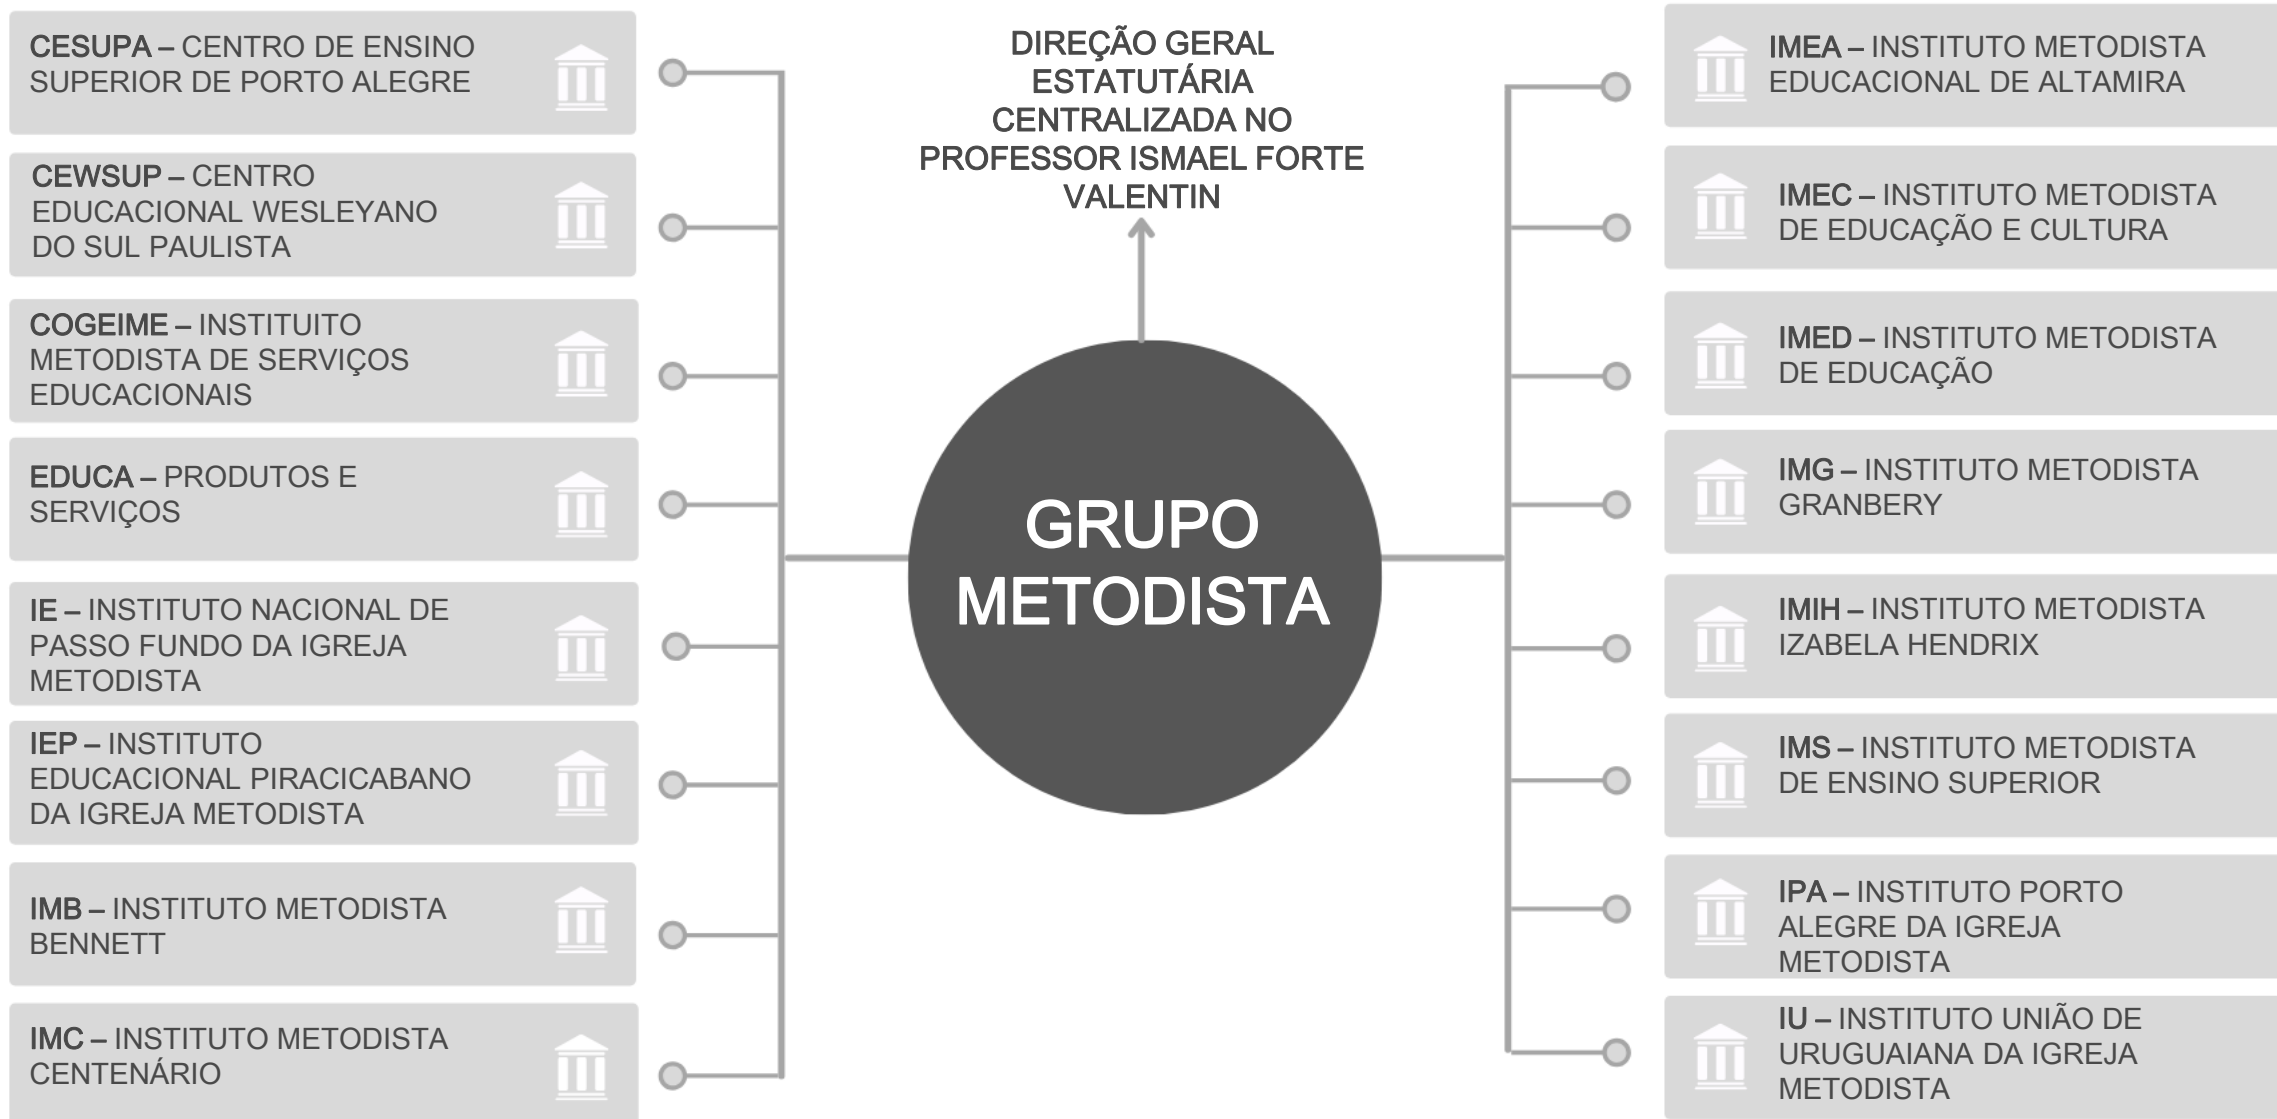 CESUPA – CENTRO DE ENSINO
SUPERIOR DE PORTO ALEGRE
CEWSUP – CENTRO
EDUCACIONAL WESLEYANO
DO SUL PAULISTA
COGEIME – INSTITUITO
METODISTA DE SERVIÇOS
EDUCACIONAIS
EDUCA – PRODUTOS E
SERVIÇOS
IE – INSTITUTO NACIONAL DE
PASSO FUNDO DA IGREJA
METODISTA
IEP – INSTITUTO
EDUCACIONAL PIRACICABANO
DA IGREJA METODISTA
IMB – INSTITUTO METODISTA
BENNETT
IMC – INSTITUTO METODISTA
CENTENÁRIO
DIREÇÃO GERAL
ESTATUTÁRIA
CENTRALIZADA NO
PROFESSOR ISMAEL FORTE
VALENTIN
GRUPO
METODISTA
IMEA – INSTITUTO METODISTA
EDUCACIONAL DE ALTAMIRA
IMEC – INSTITUTO METODISTA
DE EDUCAÇÃO E CULTURA
IMED – INSTITUTO METODISTA
DE EDUCAÇÃO
IMG – INSTITUTO METODISTA
GRANBERY
IMIH – INSTITUTO METODISTA
IZABELA HENDRIX
IMS – INSTITUTO METODISTA
DE ENSINO SUPERIOR
IPA – INSTITUTO PORTO
ALEGRE DA IGREJA
METODISTA
IU – INSTITUTO UNIÃO DE
URUGUAIANA DA IGREJA
METODISTA